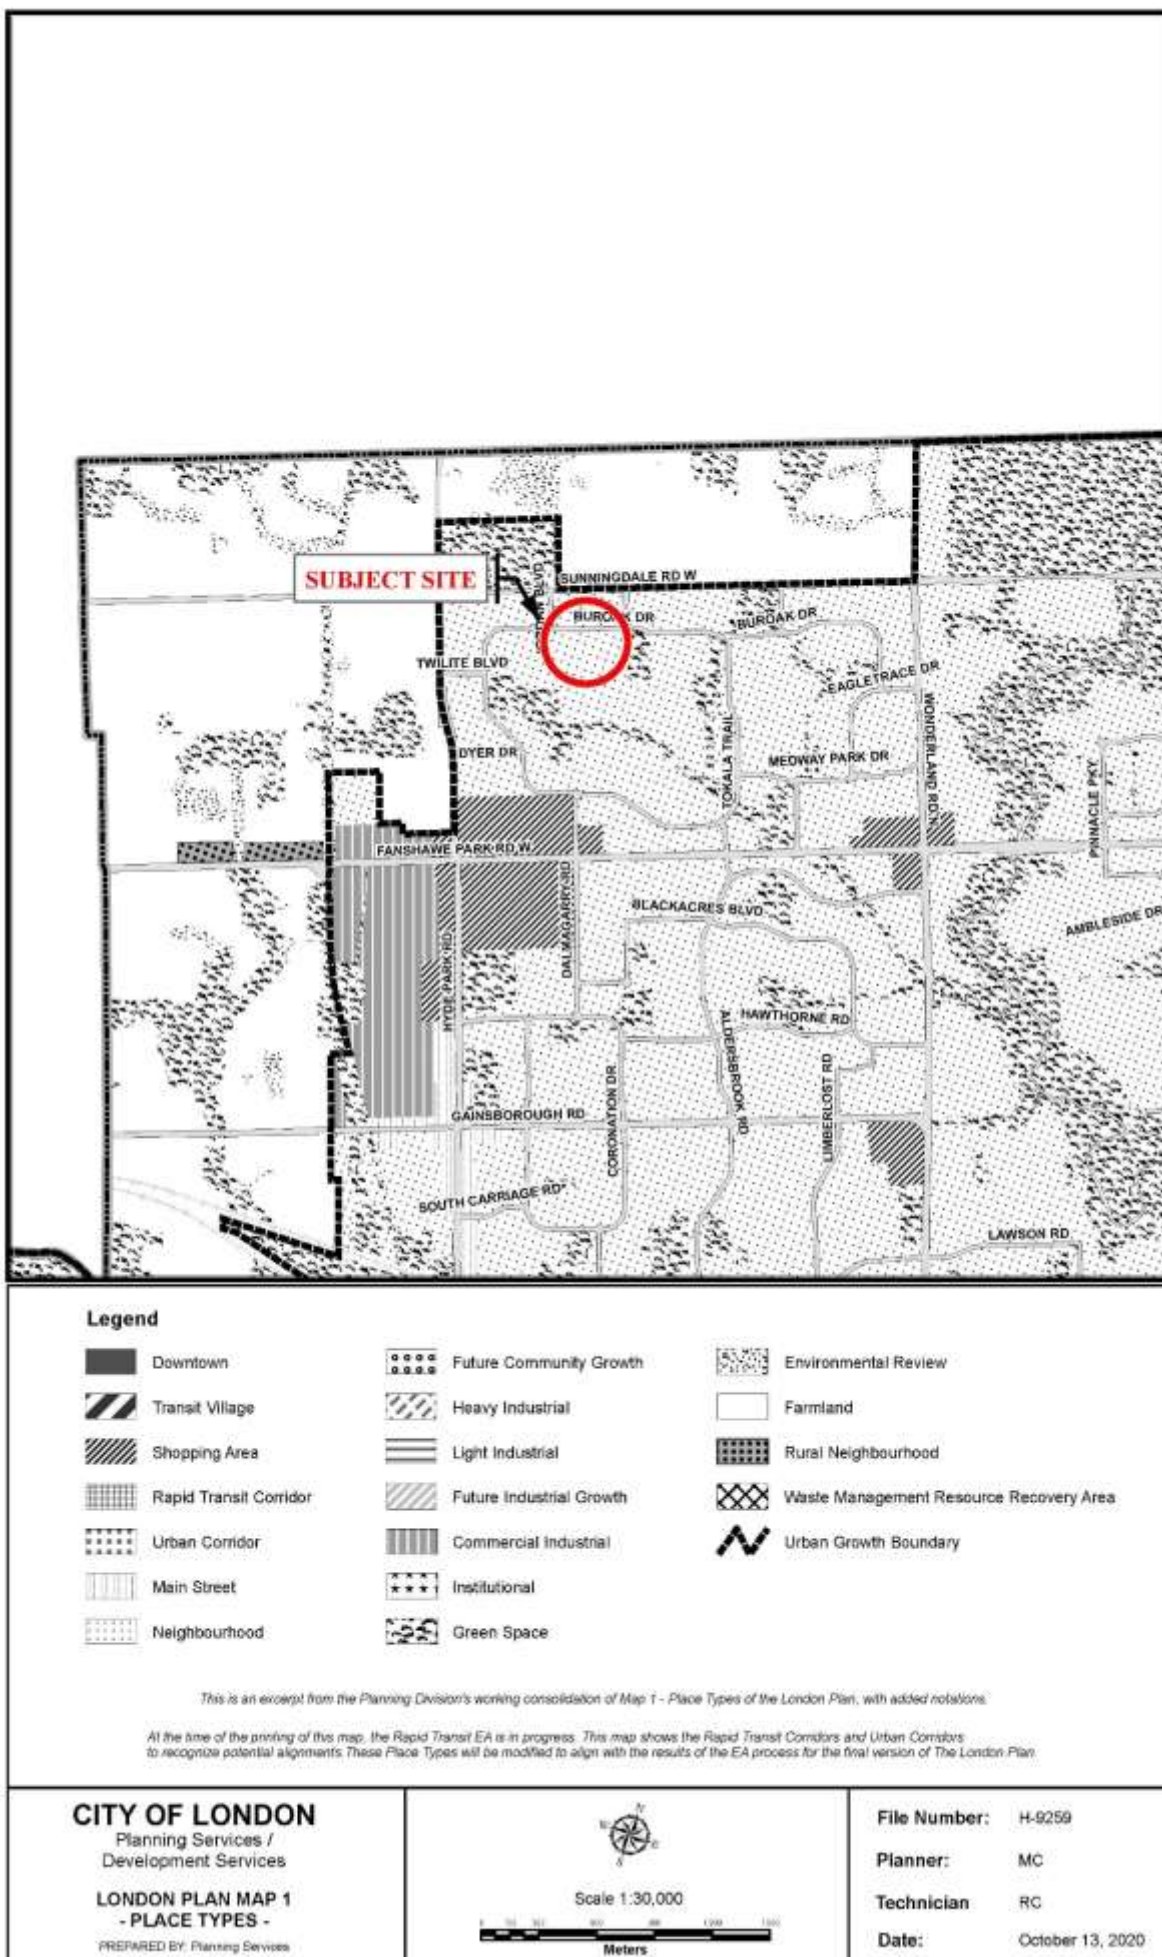 SUBJECT SITE
SUNNINGDALE RD W
BUROAK DR
BUROAK DR
TWILITE BLVD
EAGLETRACE DR
WONDERLAND RD N
TOKALA TRAIL
DYER DR
MEDWAY PARK DR
PINNACLE PKY
FANSHAWE PARK RD W
BLACKACRES BLVD
DALMAGARRY RD
AMBLESIDE DR
HYDE PARK RD
HAWTHORNE RD
ALDERSBROOK RD
CORONATION DR
LIMBERLOST RD
GAINSBOROUGH RD
SOUTH CARRIAGE RD
LAWSON RD
Legend
Downtown
Transit Village
Shopping Area
Rapid Transit Corridor
Urban Corridor
Main Street
Neighbourhood
Future Community Growth
Heavy Industrial
Light Industrial
Future Industrial Growth
Commercial Industrial
Institutional
Green Space
Environmental Review
Farmland
Rural Neighbourhood
Waste Management Resource Recovery Area
Urban Growth Boundary
This is an excerpt from the Planning Division's working consolidation of Map 1 - Place Types of the London Plan, with added notations.
At the time of the printing of this map, the Rapid Transit EA is in progress. This map shows the Rapid Transit Corridors and Urban Corridors
to recognize potential alignments. These Place Types will be modified to align with the results of the EA process for the final version of The London Plan.
CITY OF LONDON
Planning Services /
Development Services
LONDON PLAN MAP 1
- PLACE TYPES -
PREPARED BY: Planning Services
N
E
S
Scale 1:30,000
Meters
File Number: H-9259
Planner: MC
Technician RC
Date: October 13, 2020